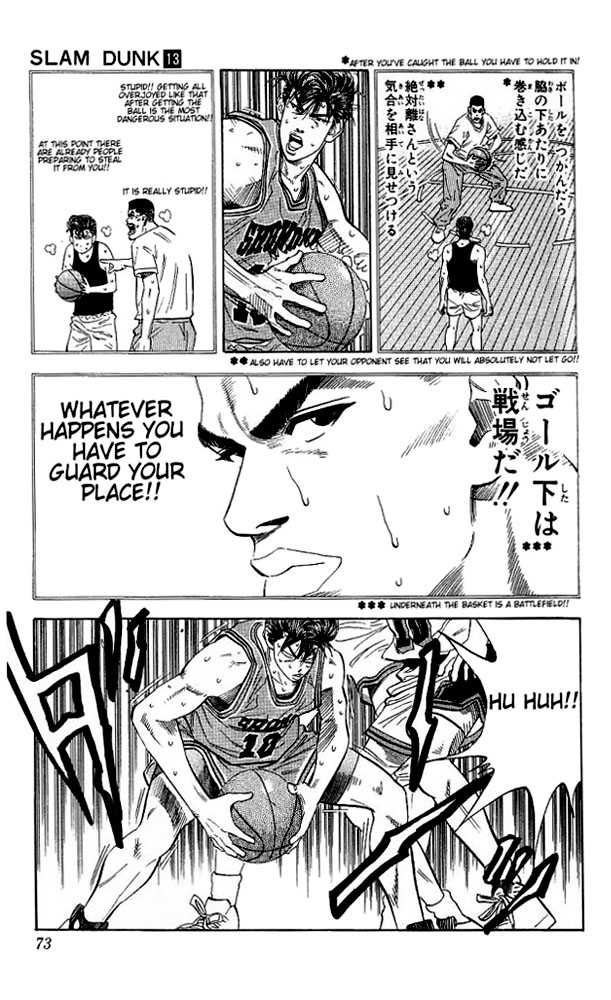 SLAM DUNK 13
*AFTER YOU'VE CAUGHT THE BALL YOU HAVE TO HOLD IT IN!
ボールをつかんだら
脇の下あたりに
巻き込む感じだ
**
絶対離さんという
気合を相手に見せつける
STUPID!! GETTING ALL
OVERJOYED LIKE THAT
AFTER GETTING THE
BALL IS THE MOST
DANGEROUS SITUATION!!
AT THIS POINT THERE
ARE ALREADY PEOPLE
PREPARING TO STEAL
IT FROM YOU!!
IT IS REALLY STUPID!!
**ALSO HAVE TO LET YOUR OPPONENT SEE THAT YOU WILL ABSOLUTELY NOT LET GO!!
ゴール下は
戦場だ!!
***
WHATEVER
HAPPENS YOU
HAVE TO
GUARD YOUR
PLACE!!
*** UNDERNEATH THE BASKET IS A BATTLEFIELD!!
HU HUH!!
10
73